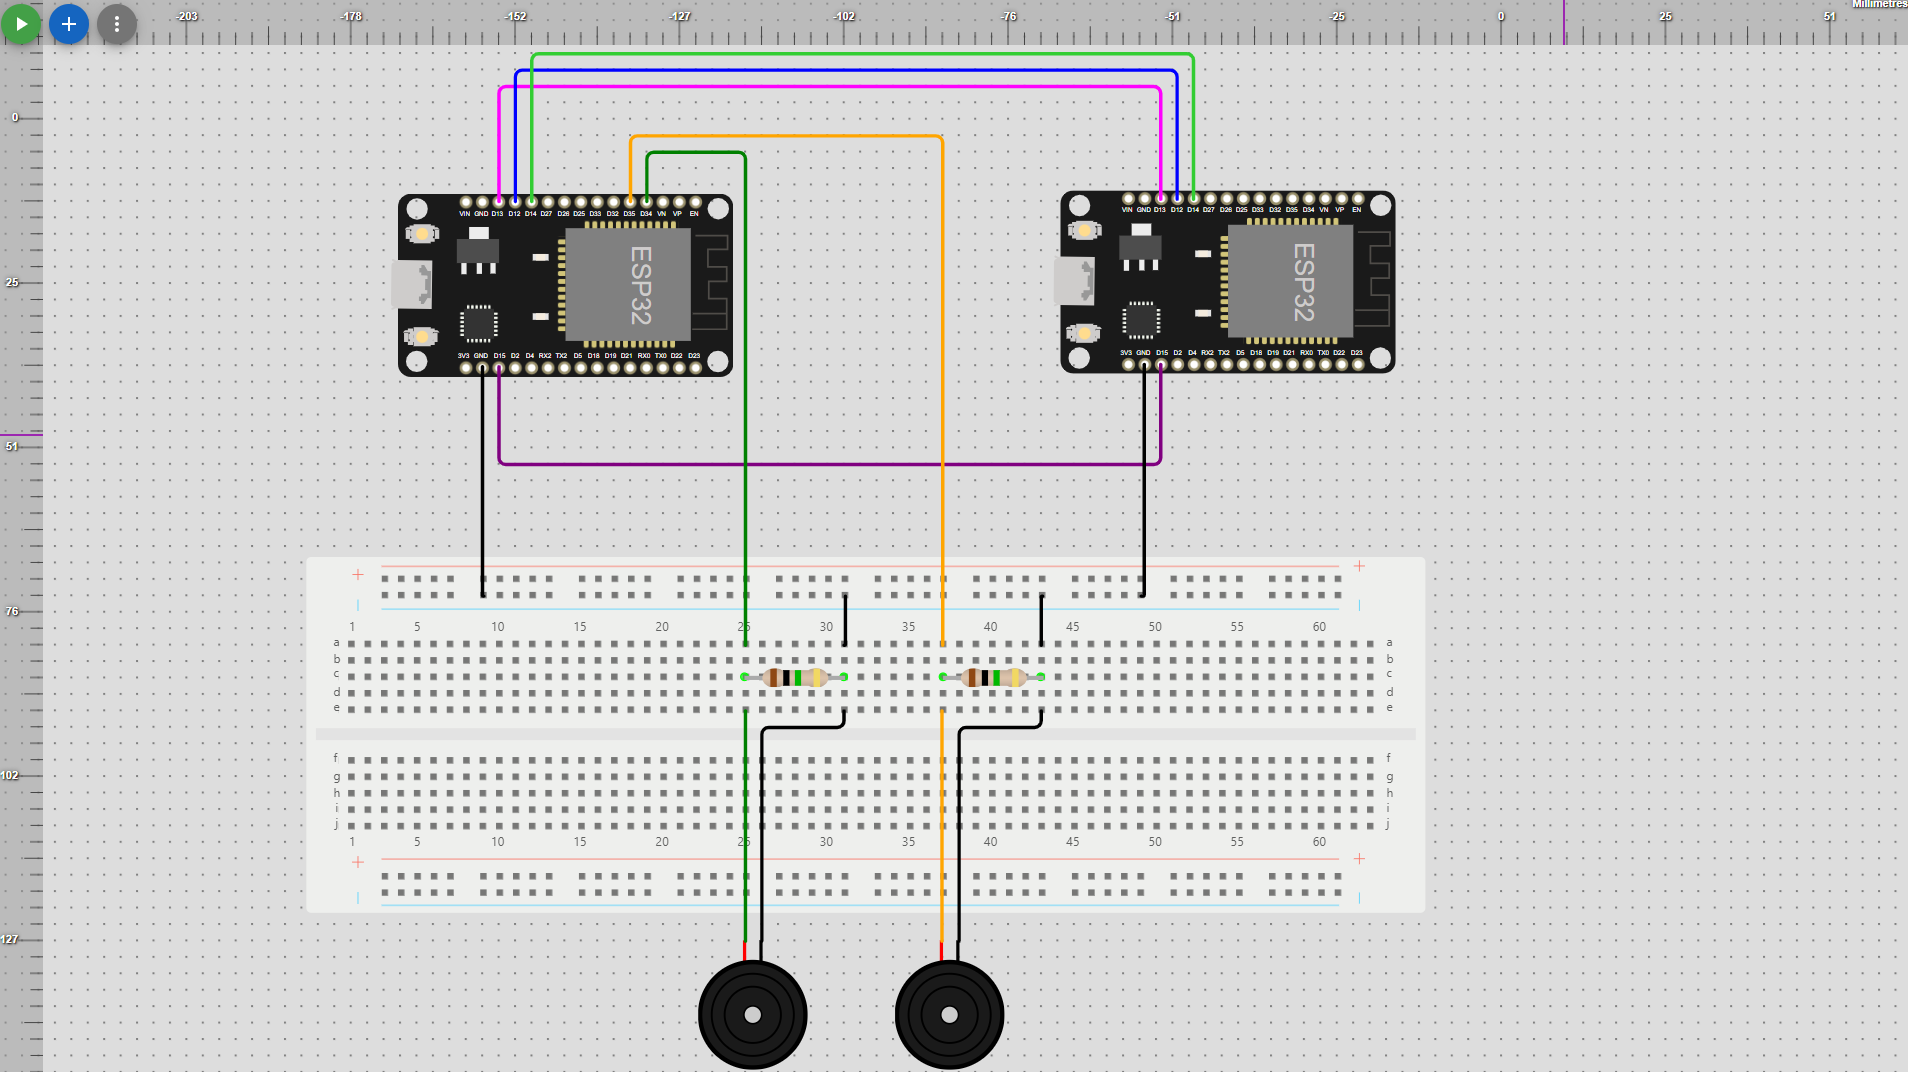 -203 -178 -152 -127 -102 -76 -51 -25 0 25 51 Millimetres
0
25
51
76
102
127
VIN GND D13 D12 D14 D27 D26 D25 D33 D32 D35 D34 VN VP EN
ESP32
3V3 GND D15 D2 D4 RX2 TX2 D5 D18 D19 D21 RX0 TX0 D22 D23
VIN GND D13 D12 D14 D27 D26 D25 D33 D32 D35 D34 VN VP EN
ESP32
3V3 GND D15 D2 D4 RX2 TX2 D5 D18 D19 D21 RX0 TX0 D22 D23
1 5 10 15 20 25 30 35 40 45 50 55 60
a a
b b
c c
d d
e e
f f
g g
h h
i i
j j
1 5 10 15 20 25 30 35 40 45 50 55 60